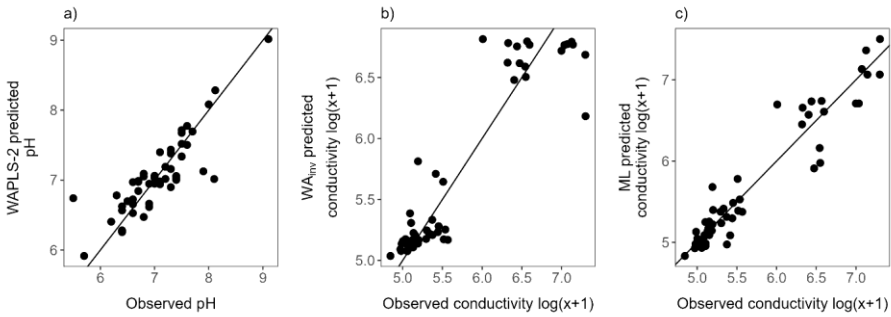 a)
WAPLS-2 predicted
pH
9
8
7
6
6
7
8
9
Observed pH
b)
WAInv predicted
conductivity log(x+1)
6.5
6.0
5.5
5.0
5.0
5.5
6.0
6.5
7.0
Observed conductivity log(x+1)
c)
ML predicted
conductivity log(x+1)
7
6
5
5.0
5.5
6.0
6.5
7.0
Observed conductivity log(x+1)